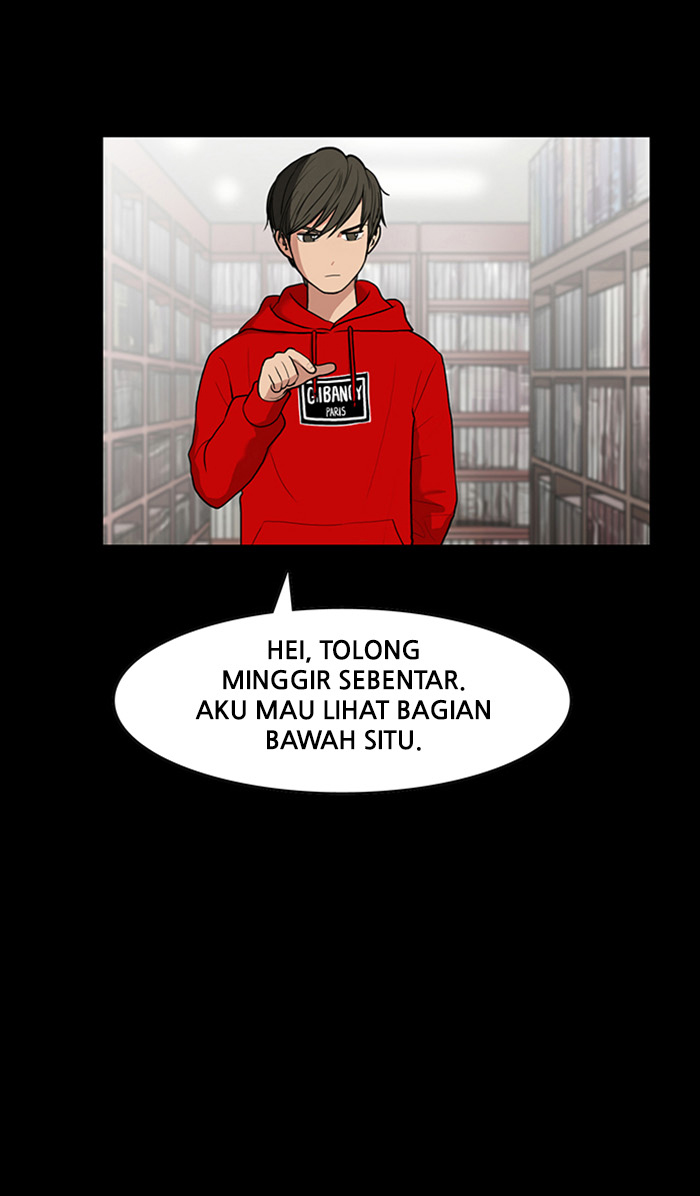 GIBANCY
PARIS
HEI, TOLONG
MINGGIR SEBENTAR.
AKU MAU LIHAT BAGIAN
BAWAH SITU.